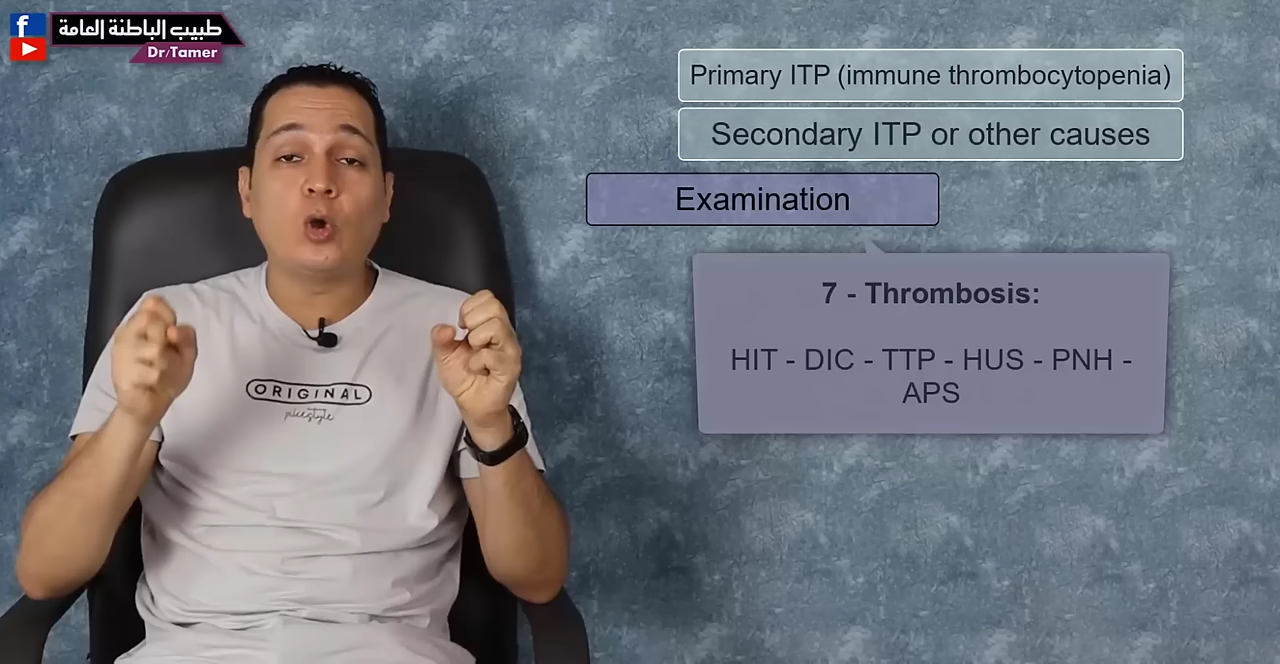 f
طبيب الباطنة العامة
Dr/Tamer
Primary ITP (immune thrombocytopenia)
Secondary ITP or other causes
Examination
7 - Thrombosis:
HIT - DIC - TTP - HUS - PNH -
APS
ORIGINAL